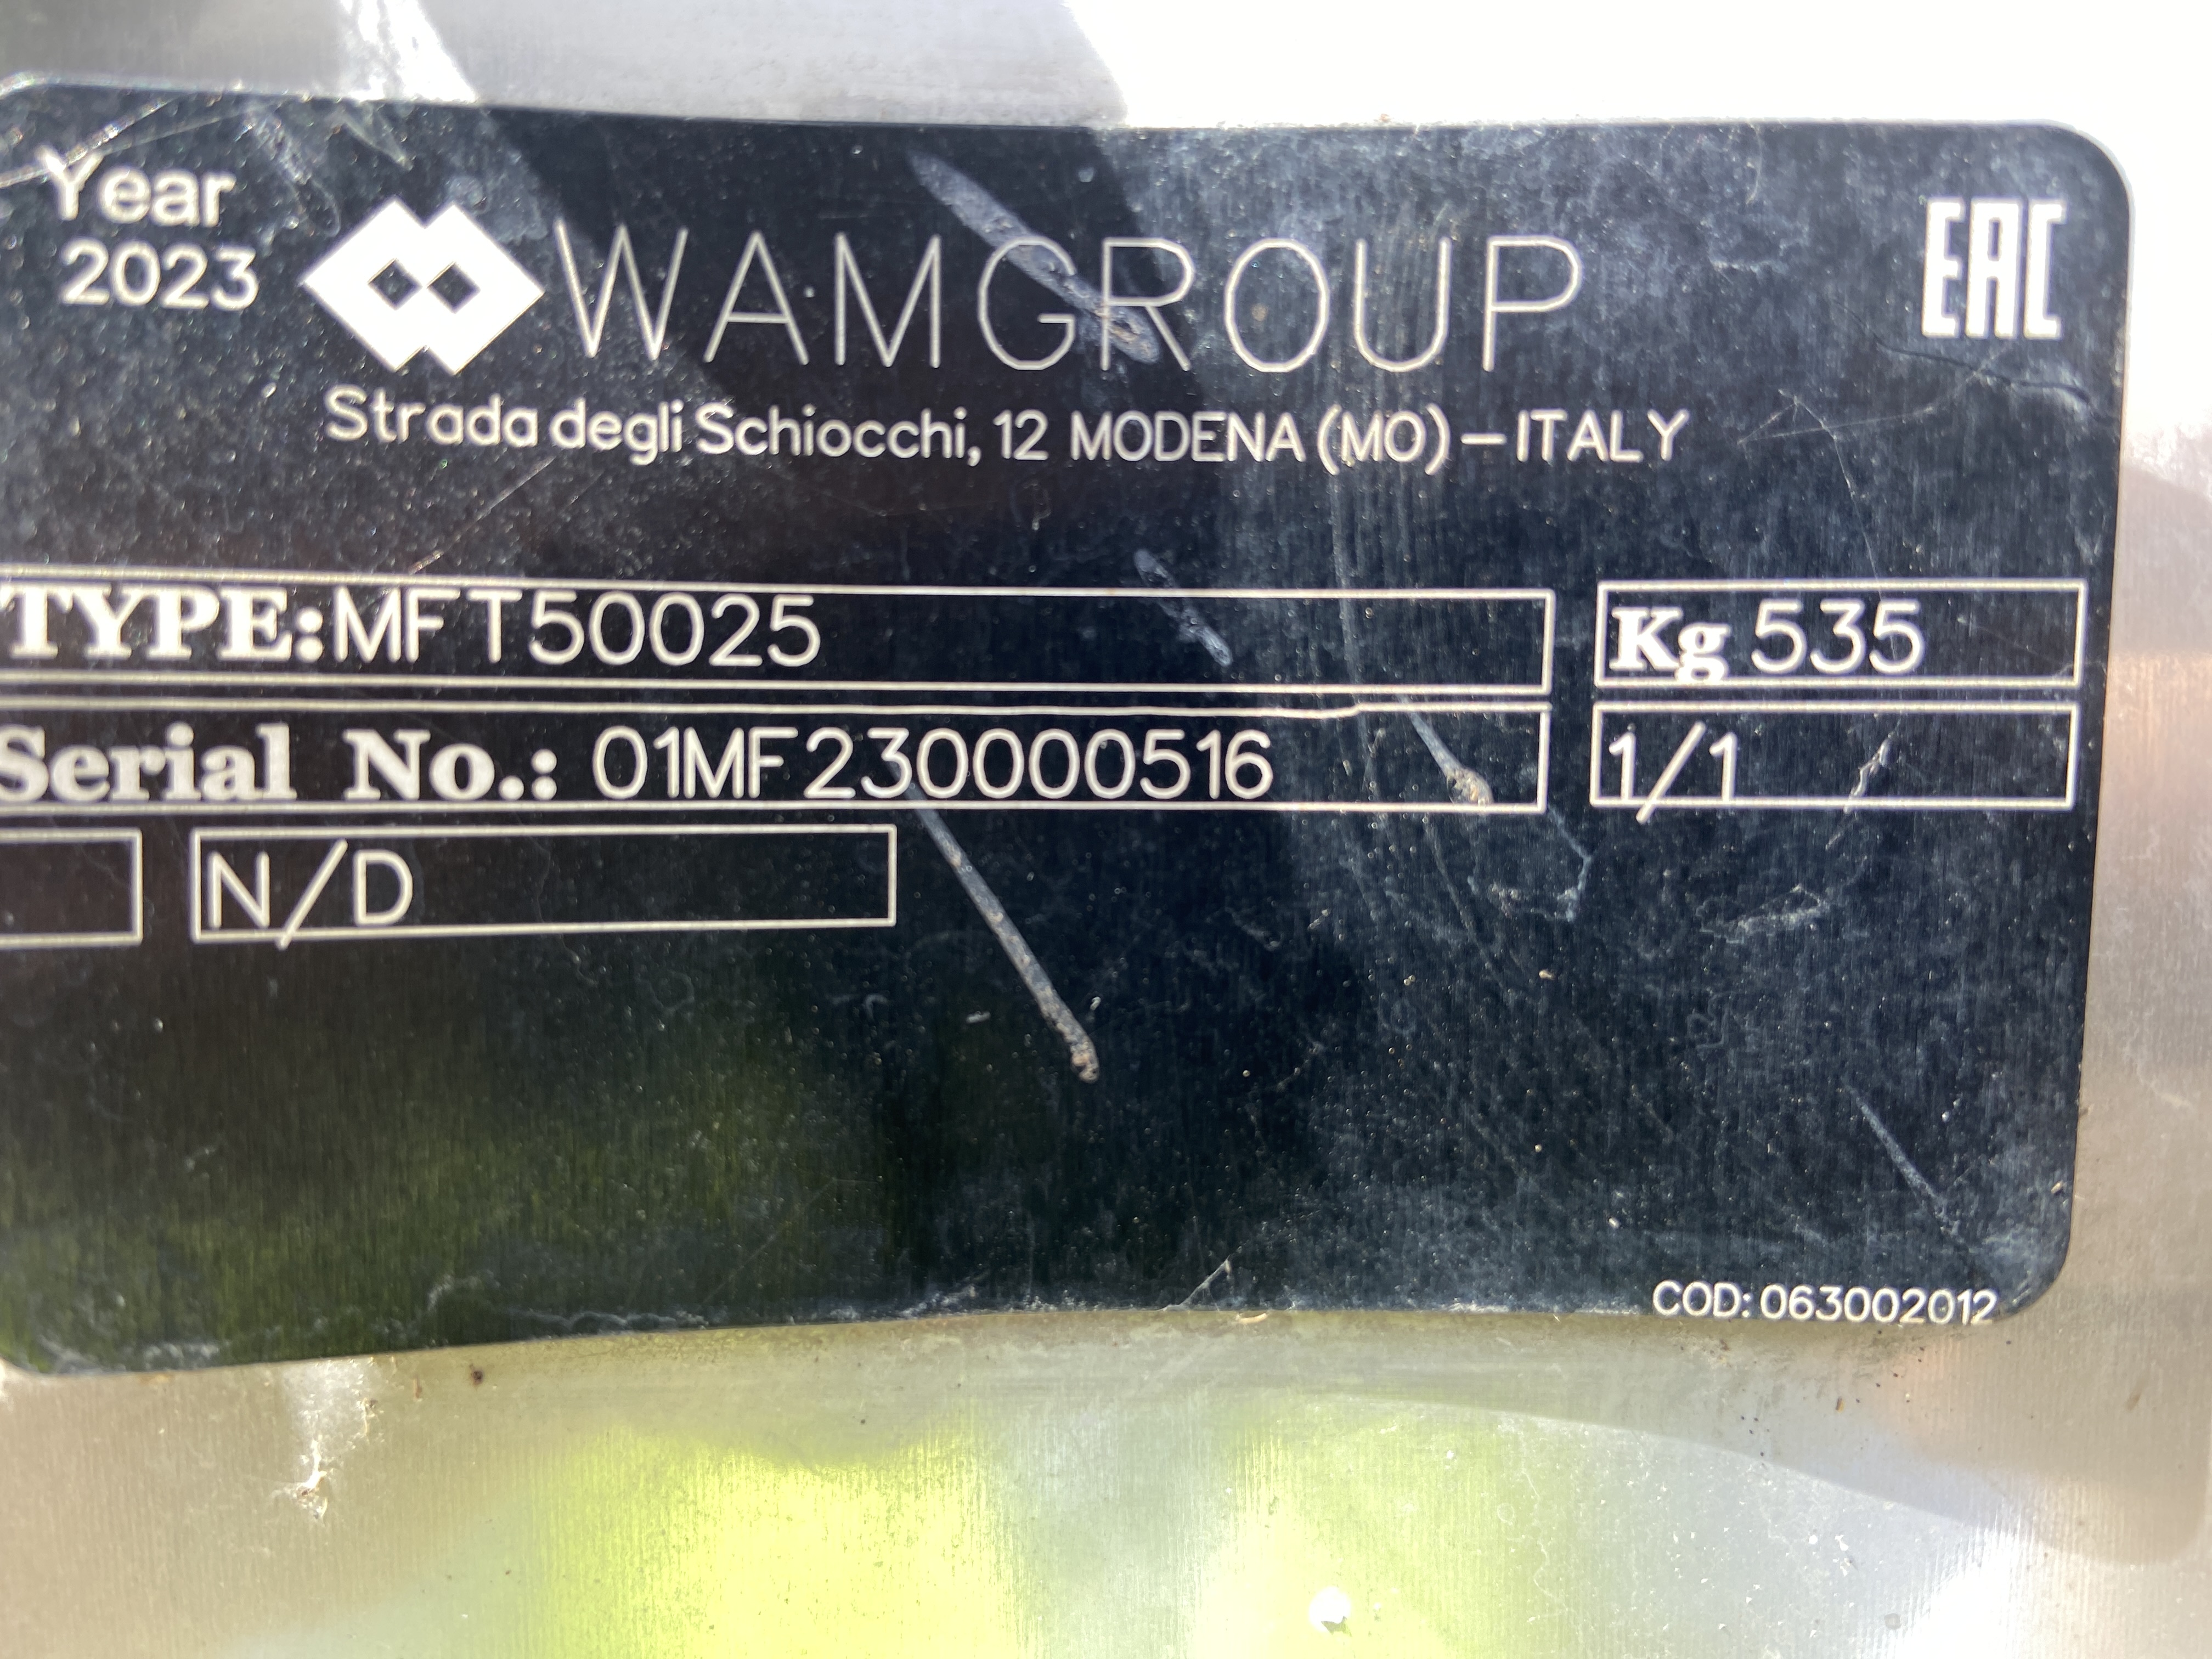 Year
2023
WAMGROUP
EAC
Strada degli Schiocchi, 12 MODENA (MO) – ITALY
TYPE: MFT50025
Kg 535
Serial No.: 01MF230000516
1/1
N/D
COD: 063002012